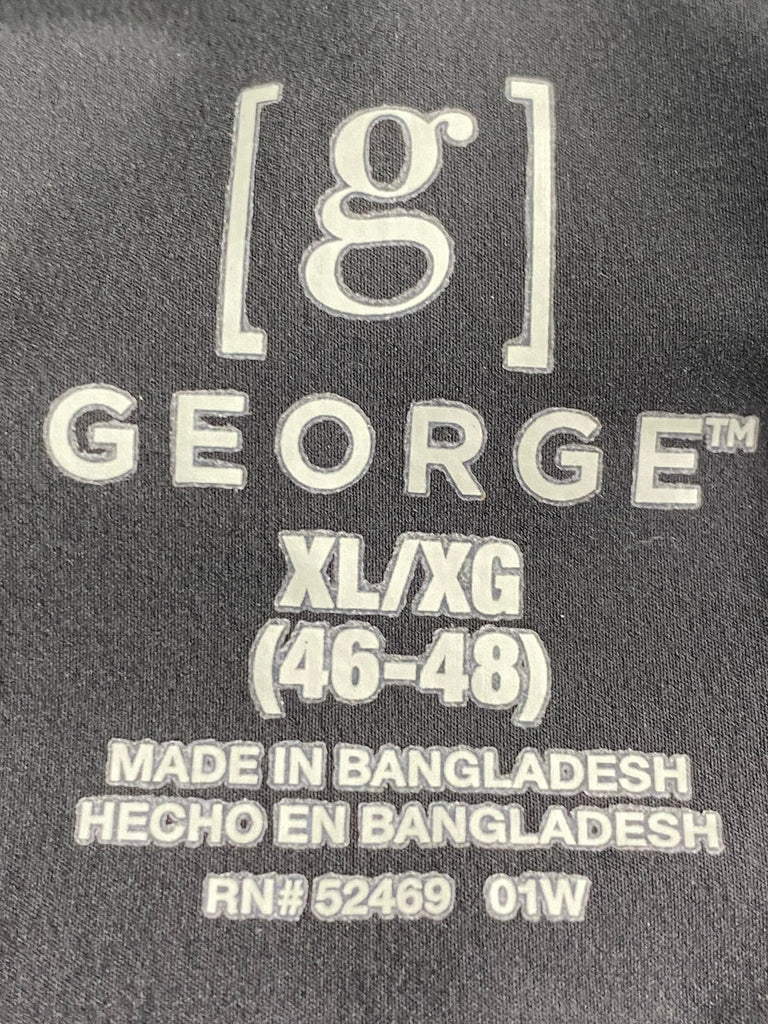 [g]
GEORGE™
XL/XG
(46-48)
MADE IN BANGLADESH
HECHO EN BANGLADESH
RN# 52469 01W